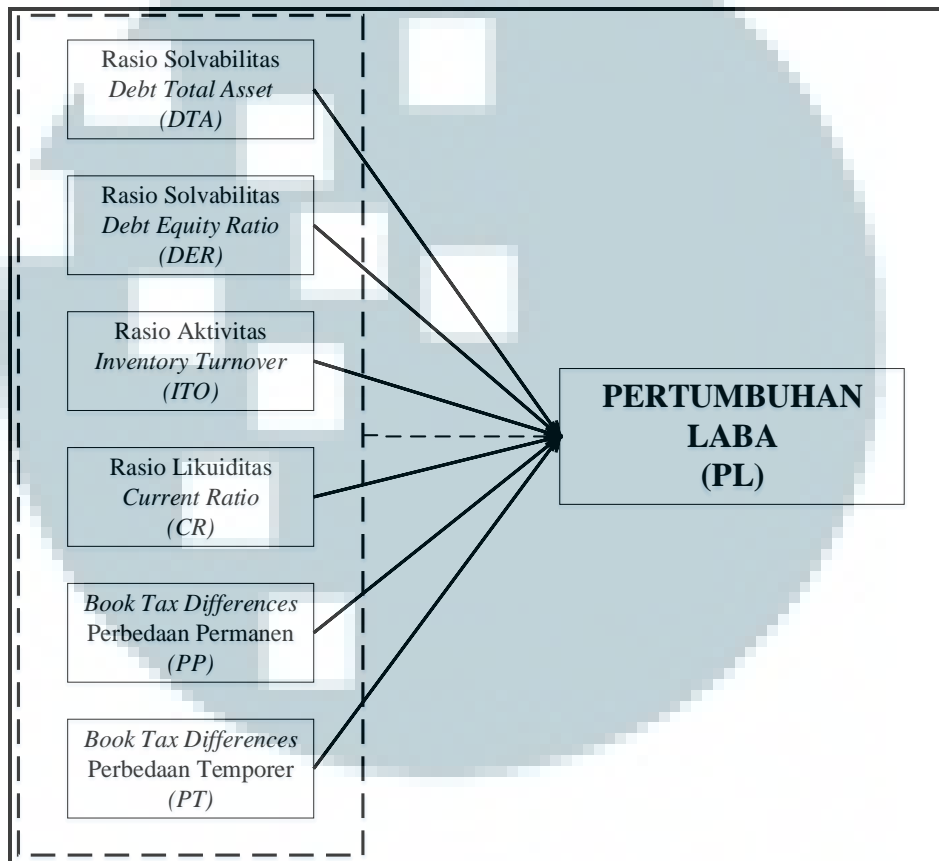 Rasio Solvabilitas
Debt Total Asset
(DTA)
Rasio Solvabilitas
Debt Equity Ratio
(DER)
Rasio Aktivitas
Inventory Turnover
(ITO)
Rasio Likuiditas
Current Ratio
(CR)
Book Tax Differences
Perbedaan Permanen
(PP)
Book Tax Differences
Perbedaan Temporer
(PT)
PERTUMBUHAN
LABA
(PL)